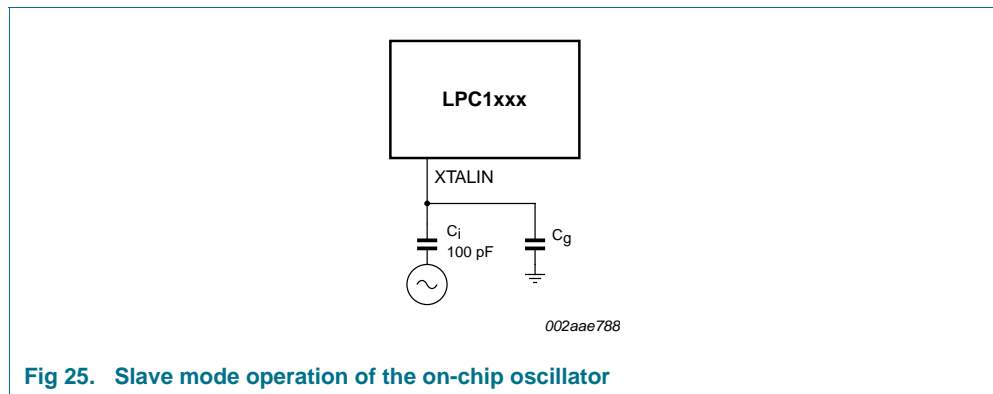 LPC1xxx
XTALIN
Ci
100 pF
Cg
002aae788
Fig 25. Slave mode operation of the on-chip oscillator